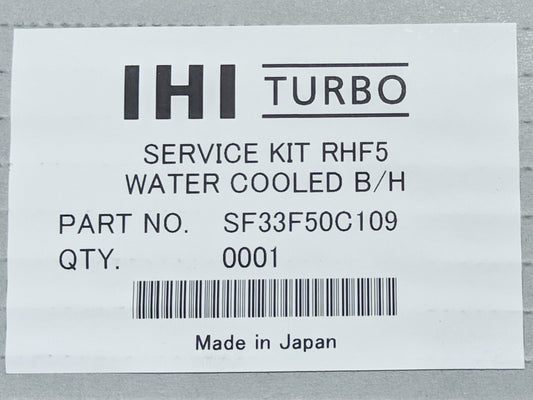 IHI TURBO
SERVICE KIT RHF5
WATER COOLED B/H
PART NO. SF33F50C109
QTY. 0001
Made in Japan